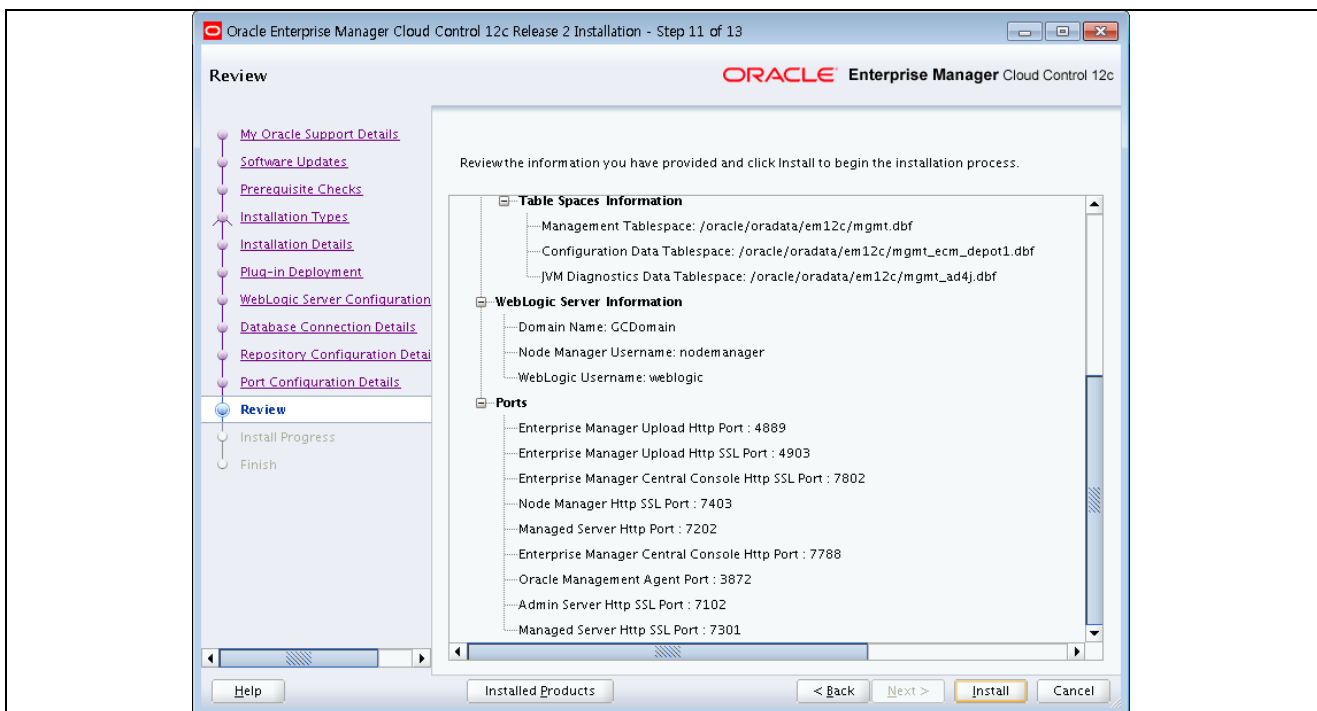 Oracle Enterprise Manager Cloud Control 12c Release 2 Installation - Step 11 of 13
Review
ORACLE Enterprise Manager Cloud Control 12c
My Oracle Support Details
Software Updates
Prerequisite Checks
Installation Types
Installation Details
Plug-in Deployment
WebLogic Server Configuration
Database Connection Details
Repository Configuration Detai
Port Configuration Details
Review
Install Progress
Finish
Review the information you have provided and click Install to begin the installation process.
Table Spaces Information
Management Tablespace: /oracle/oradata/em12c/mgmt.dbf
Configuration Data Tablespace: /oracle/oradata/em12c/mgmt_ecm_depot1.dbf
JVM Diagnostics Data Tablespace: /oracle/oradata/em12c/mgmt_ad4j.dbf
WebLogic Server Information
Domain Name: GCDomain
Node Manager Username: nodemanager
WebLogic Username: weblogic
Ports
Enterprise Manager Upload Http Port : 4889
Enterprise Manager Upload Http SSL Port : 4903
Enterprise Manager Central Console Http SSL Port : 7802
Node Manager Http SSL Port : 7403
Managed Server Http Port : 7202
Enterprise Manager Central Console Http Port : 7788
Oracle Management Agent Port : 3872
Admin Server Http SSL Port : 7102
Managed Server Http SSL Port : 7301
Help
Installed Products
< Back
Next >
Install
Cancel